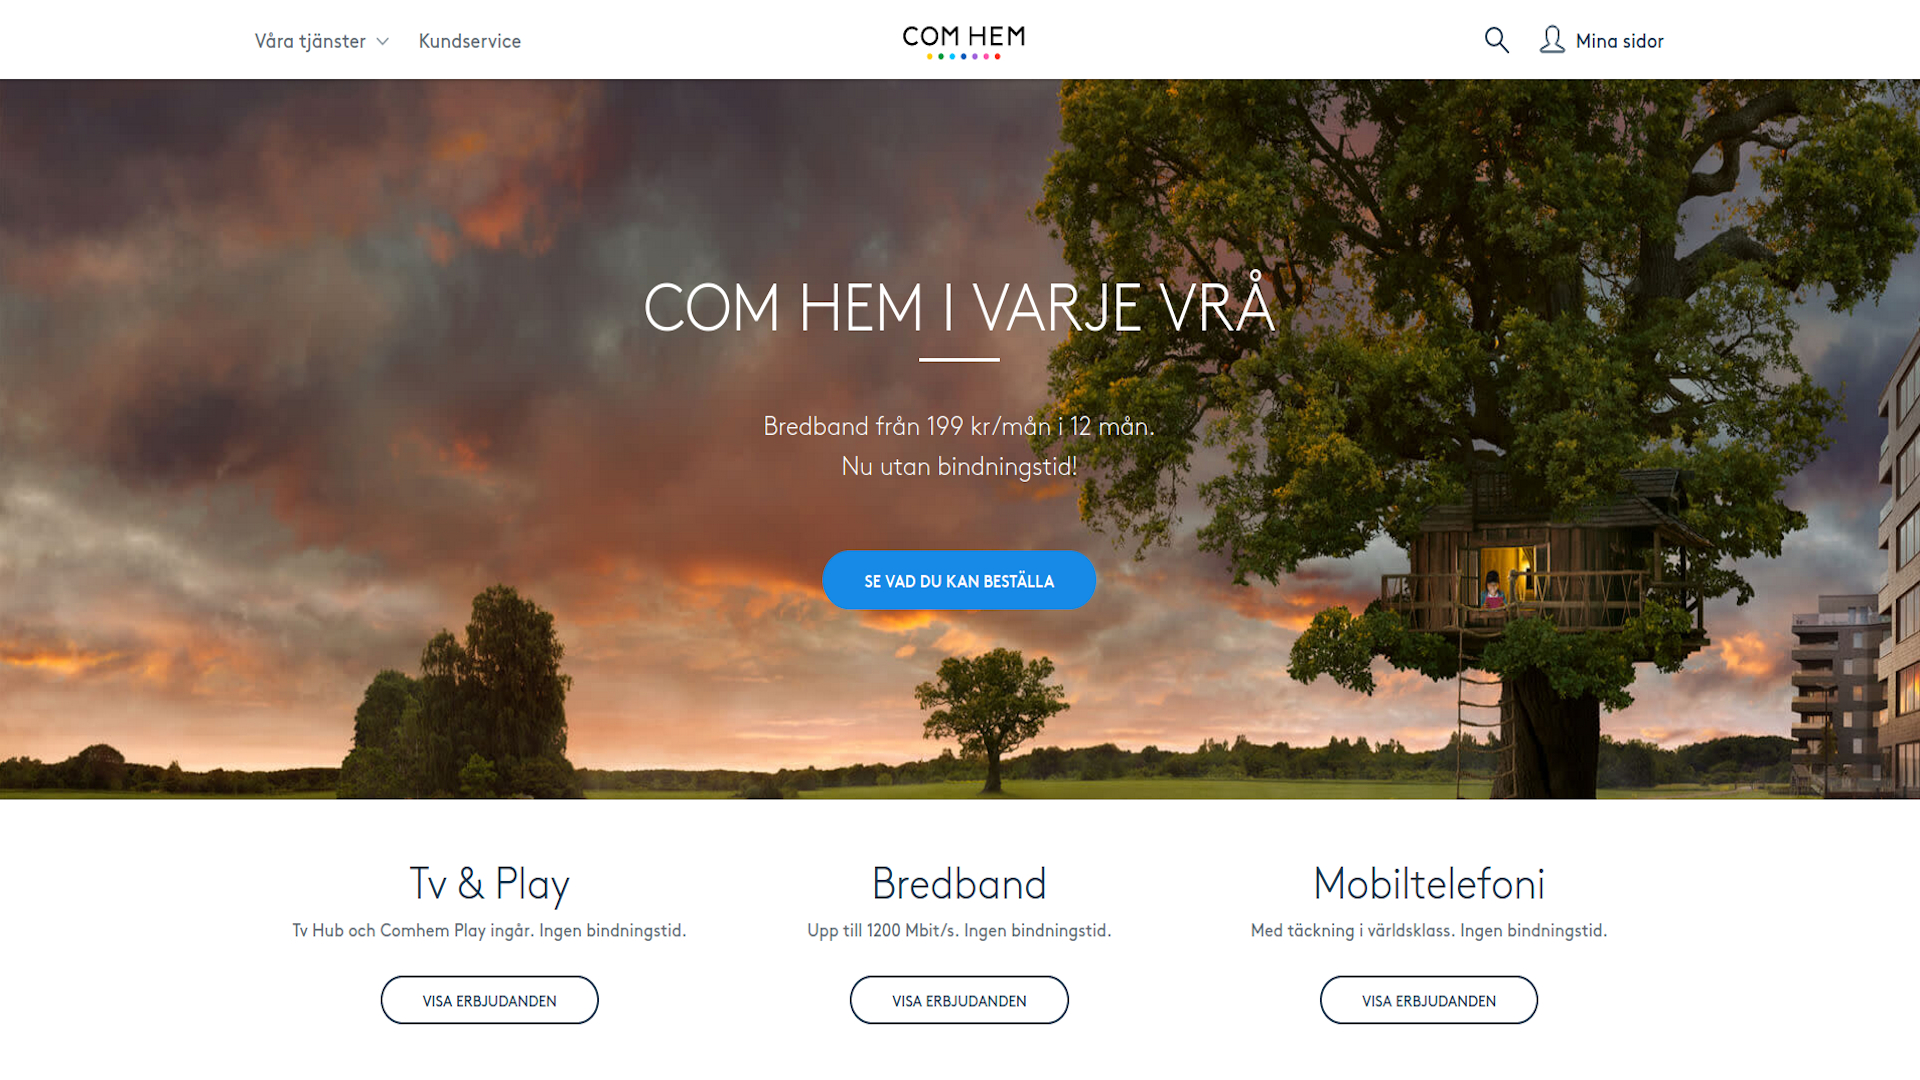 Våra tjänster
Kundservice
COM HEM
Mina sidor
COM HEM I VARJE VRÅ
Bredband från 199 kr/mån i 12 mån.
Nu utan bindningstid!
SE VAD DU KAN BESTÄLLA
Tv & Play
Tv Hub och Comhem Play ingår. Ingen bindningstid.
VISA ERBJUDANDEN
Bredband
Upp till 1200 Mbit/s. Ingen bindningstid.
VISA ERBJUDANDEN
Mobiltelefoni
Med täckning i världsklass. Ingen bindningstid.
VISA ERBJUDANDEN